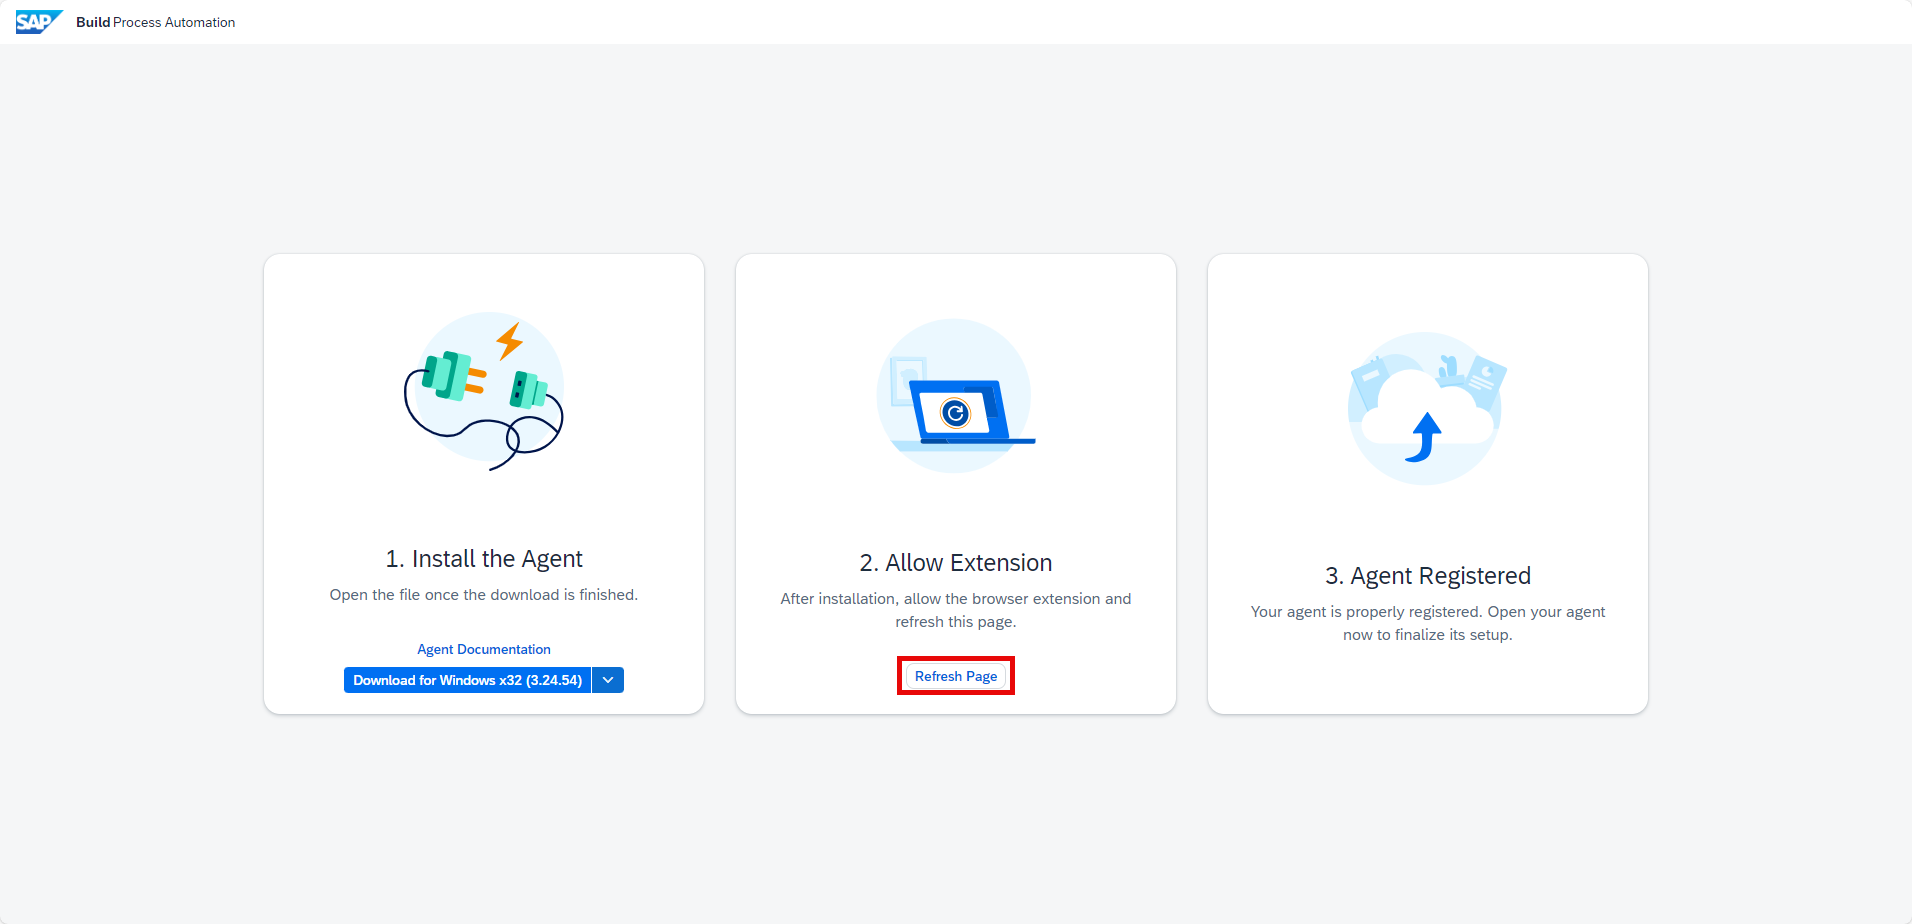 SAP Build Process Automation
1. Install the Agent
Open the file once the download is finished.
Agent Documentation
Download for Windows x32 (3.24.54)
2. Allow Extension
After installation, allow the browser extension and
refresh this page.
Refresh Page
3. Agent Registered
Your agent is properly registered. Open your agent
now to finalize its setup.